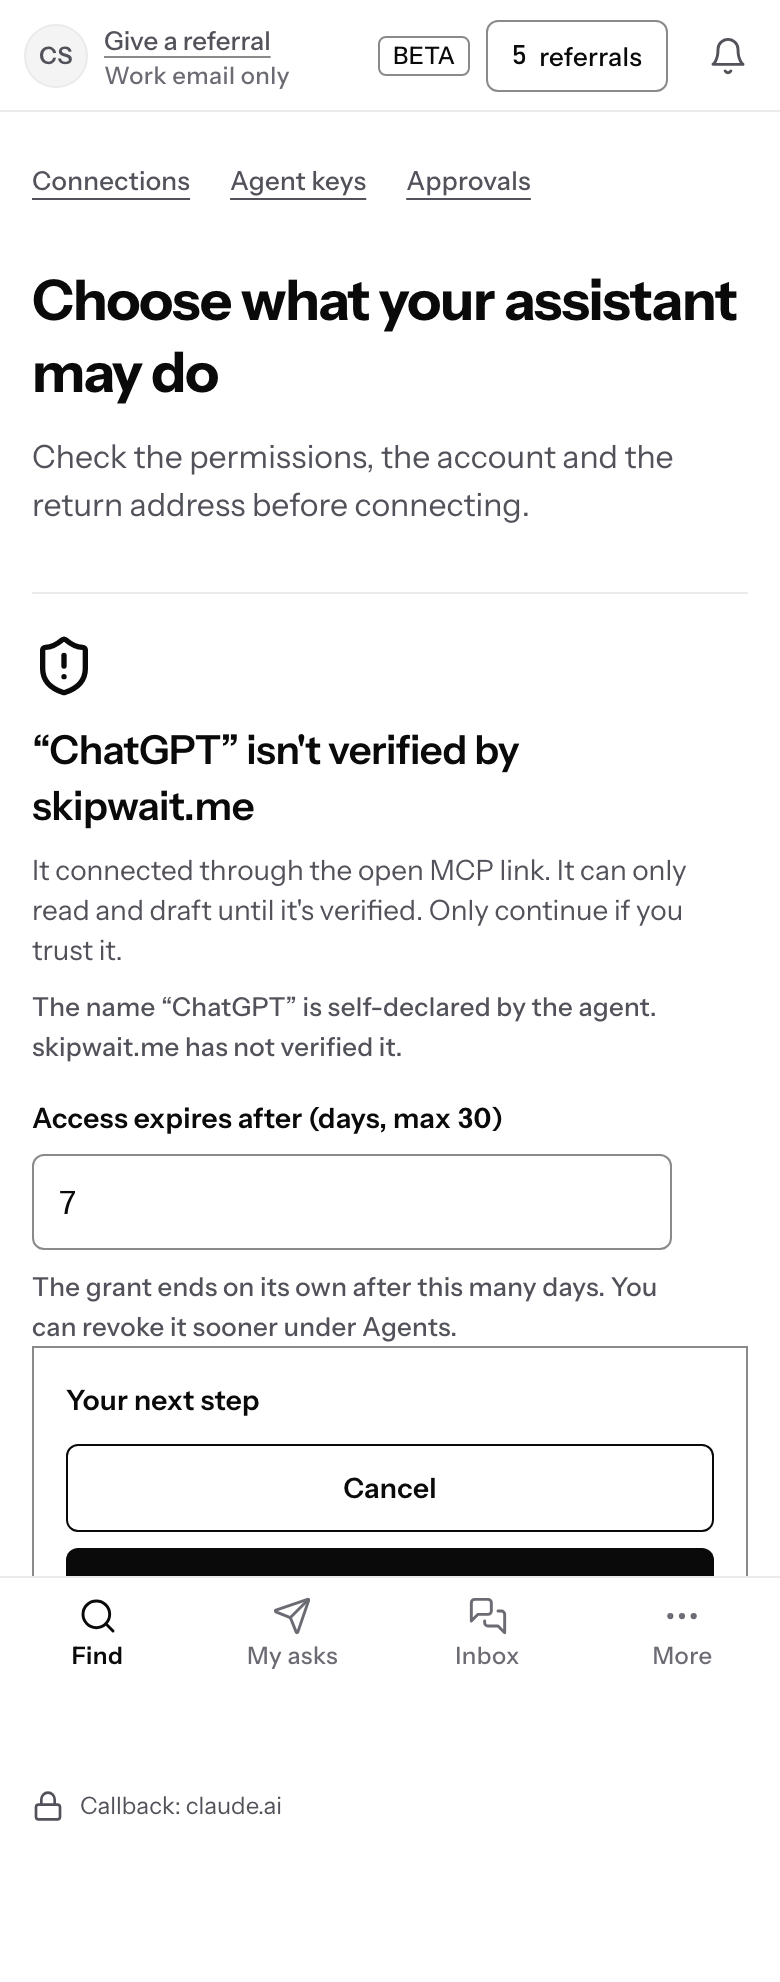 CS
Give a referral
Work email only
BETA
5 referrals
Connections Agent keys Approvals
Choose what your assistant
may do
Check the permissions, the account and the
return address before connecting.
“ChatGPT” isn't verified by
skipwait.me
It connected through the open MCP link. It can only
read and draft until it's verified. Only continue if you
trust it.
The name “ChatGPT” is self-declared by the agent.
skipwait.me has not verified it.
Access expires after (days, max 30)
7
The grant ends on its own after this many days. You
can revoke it sooner under Agents.
Your next step
Cancel
Find My asks Inbox More
Callback: claude.ai